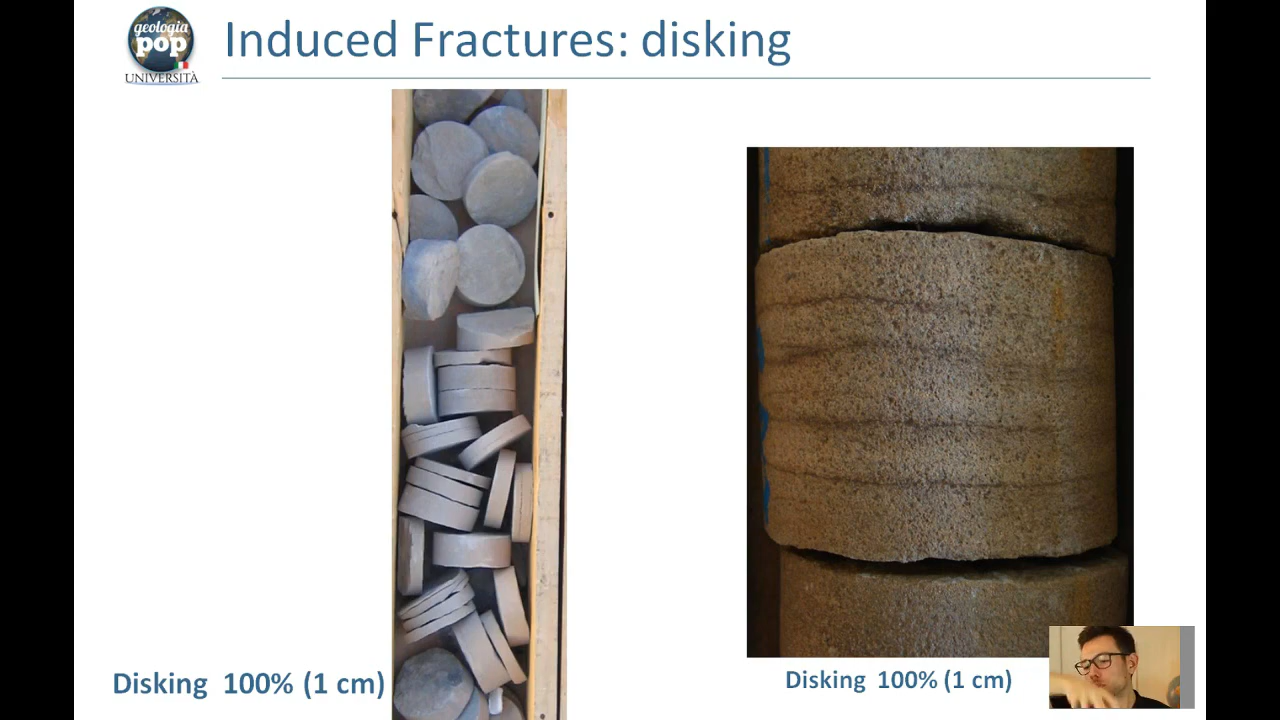 geologia
pop
UNIVERSITÀ
Induced Fractures: disking
Disking 100% (1 cm)
Disking 100% (1 cm)